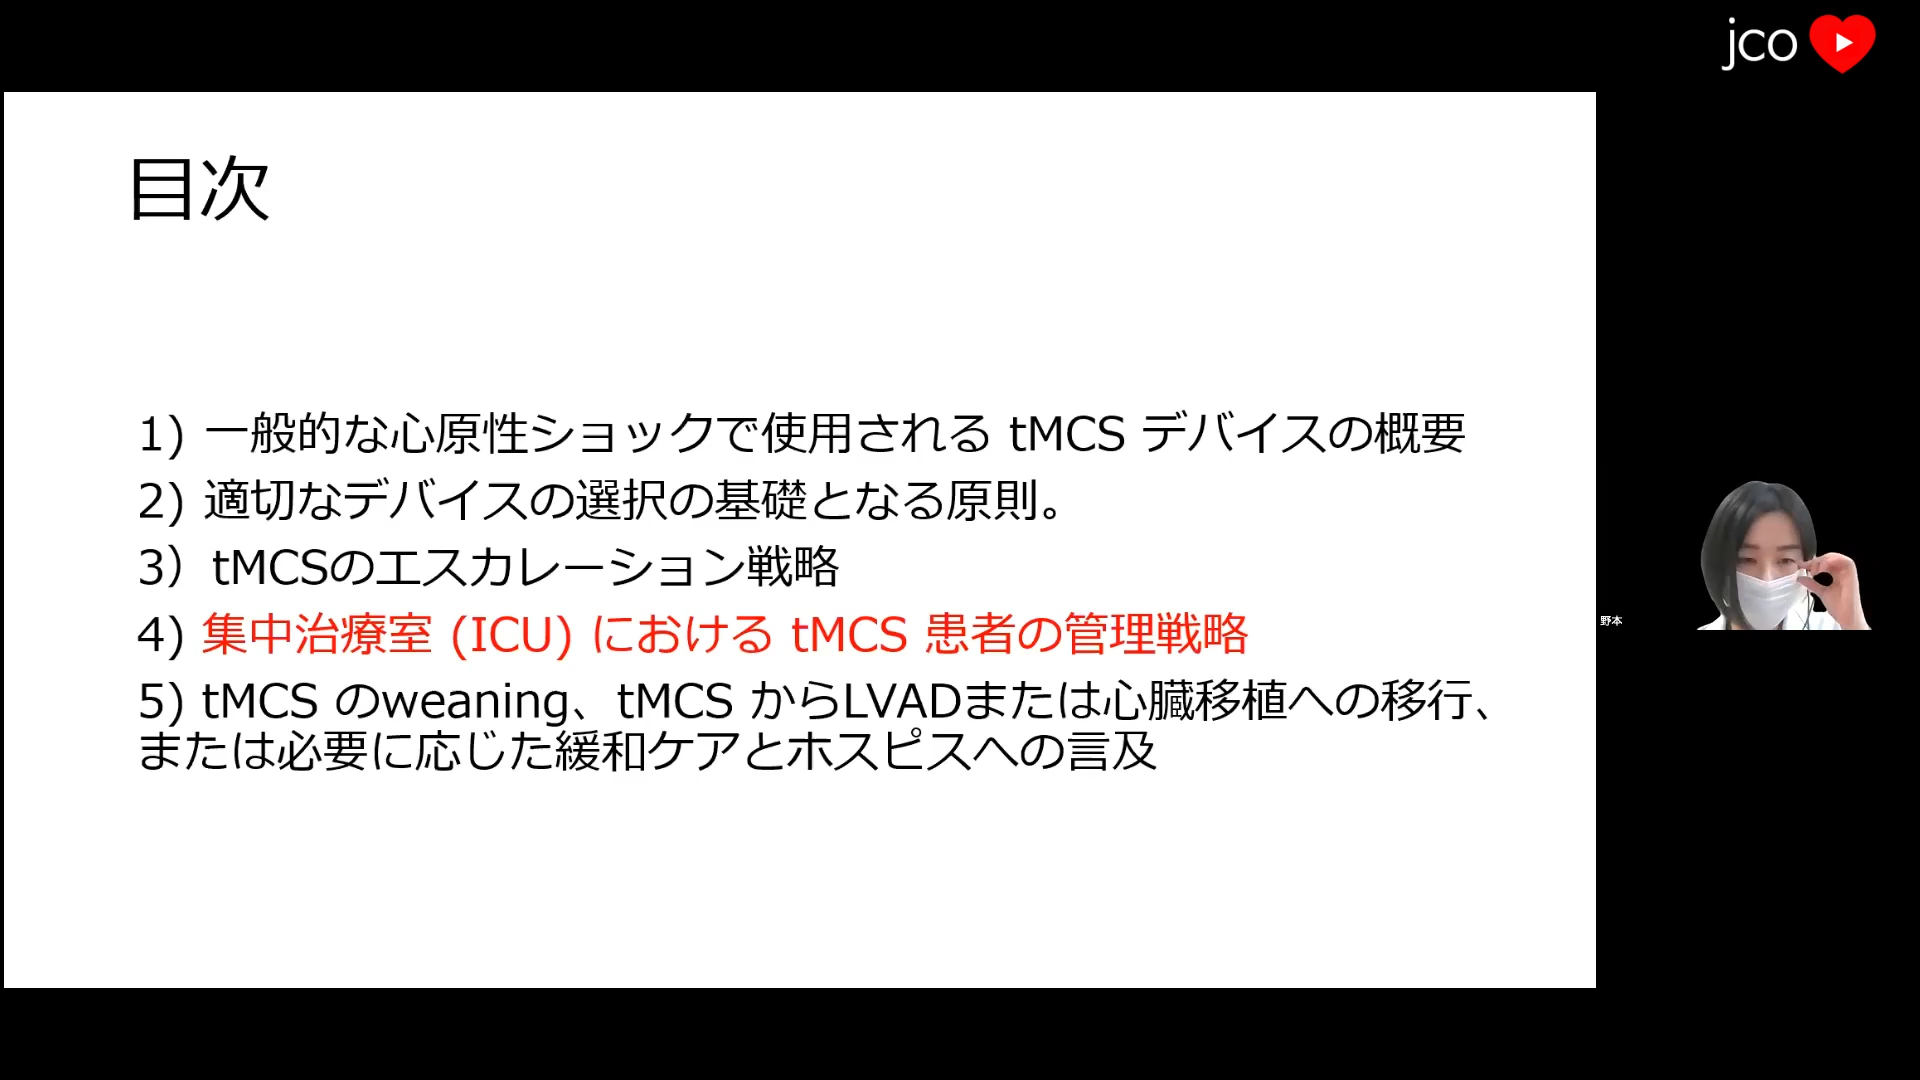 jco
目次
1) 一般的な心原性ショックで使用される tMCS デバイスの概要
2) 適切なデバイスの選択の基礎となる原則。
3）tMCSのエスカレーション戦略
4) 集中治療室 (ICU) における tMCS 患者の管理戦略
5) tMCS のweaning、tMCS からLVADまたは心臓移植への移行、
または必要に応じた緩和ケアとホスピスへの言及
野本